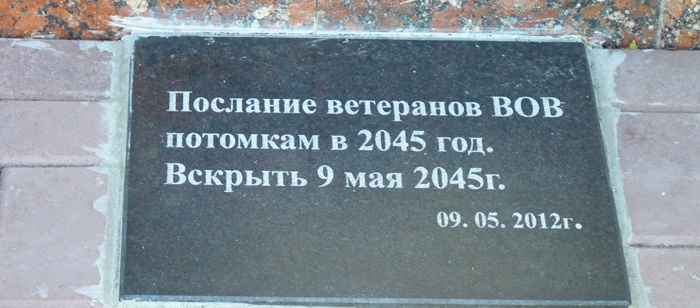 Послание ветеранов ВОВ
потомкам в 2045 год.
Вскрыть 9 мая 2045г.
09. 05. 2012г.